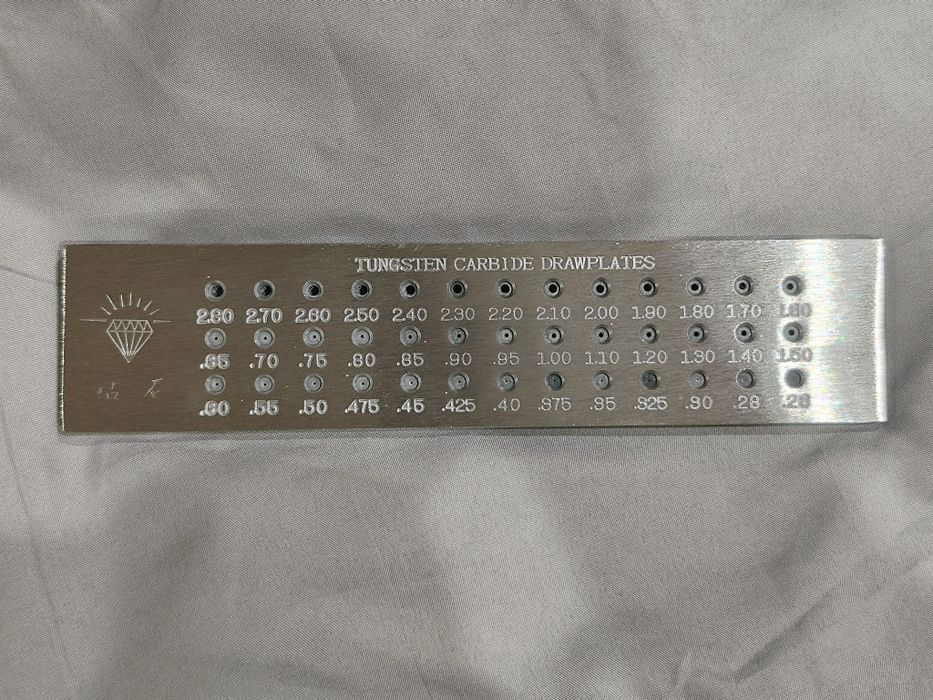 TUNGSTEN CARBIDE DRAWPLATES
2.80 2.70 2.60 2.50 2.40 2.30 2.20 2.10 2.00 1.90 1.80 1.70 1.60
.65 .70 .75 .80 .85 .90 .95 1.00 1.10 1.20 1.30 1.40 1.50
.60 .55 .50 .475 .45 .425 .40 .375 .35 .325 .30 .28 .26